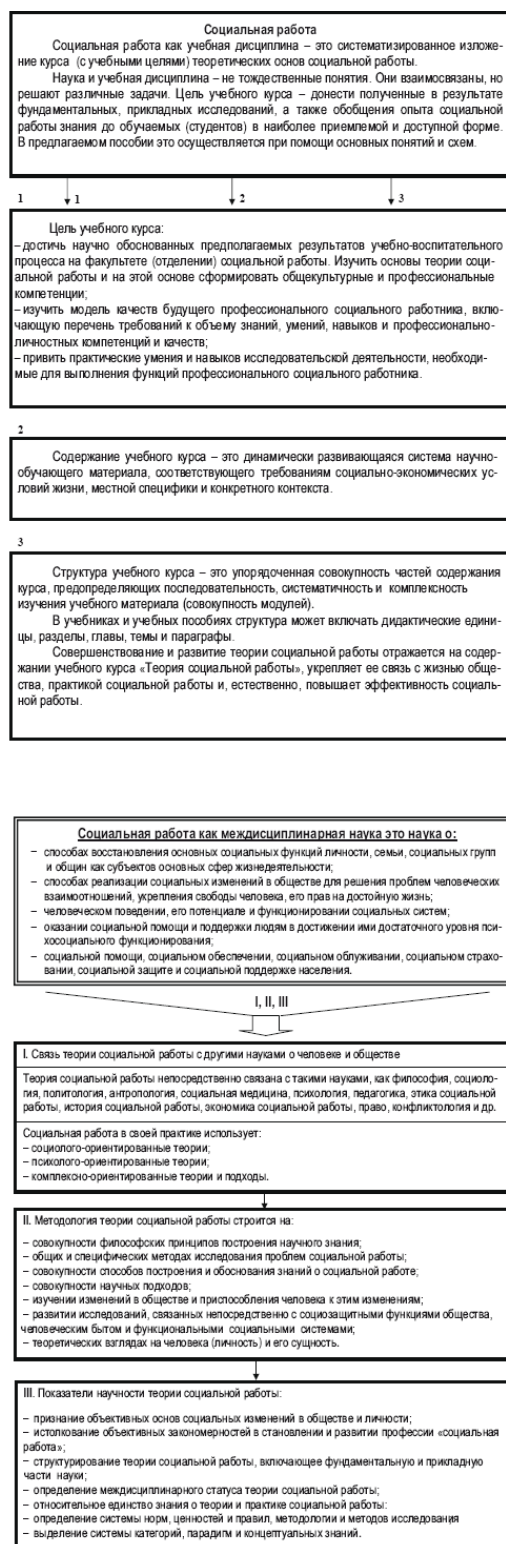 Социальная работа
Социальная работа как учебная дисциплина – это систематизированное изложе-
ние курса (с учебными целями) теоретических основ социальной работы.
Наука и учебная дисциплина – не тождественные понятия. Они взаимосвязаны, но
решают различные задачи. Цель учебного курса – донести полученные в результате
фундаментальных, прикладных исследований, а также обобщения опыта социальной
работы знания до обучаемых (студентов) в наиболее приемлемой и доступной форме.
В предлагаемом пособии это осуществляется при помощи основных понятий и схем.
1 1 2 3
Цель учебного курса:
– достичь научно обоснованных предполагаемых результатов учебно-воспитательного
процесса на факультете (отделении) социальной работы. Изучить основы теории соци-
альной работы и на этой основе сформировать общекультурные и профессиональные
компетенции;
– изучить модель качеств будущего профессионального социального работника, вклю-
чающую перечень требований к объему знаний, умений, навыков и профессионально-
личностных компетенций и качеств;
– привить практические умения и навыков исследовательской деятельности, необходи-
мые для выполнения функций профессионального социального работника.
2
Содержание учебного курса – это динамически развивающаяся система научно-
обучающего материала, соответствующего требованиям социально-экономических ус-
ловий жизни, местной специфики и конкретного контекста.
3
Структура учебного курса – это упорядоченная совокупность частей содержания
курса, предопределяющих последовательность, систематичность и комплексность
изучения учебного материала (совокупность модулей).
В учебниках и учебных пособиях структура может включать дидактические едини-
цы, разделы, главы, темы и параграфы.
Совершенствование и развитие теории социальной работы отражается на содер-
жании учебного курса «Теория социальной работы», укрепляет ее связь с жизнью обще-
ства, практикой социальной работы и, естественно, повышает эффективность социаль-
ной работы.
Социальная работа как междисциплинарная наука это наука о:
– способах восстановления основных социальных функций личности, семьи, социальных групп
и общин как субъектов основных сфер жизнедеятельности;
– способах реализации социальных изменений в обществе для решения проблем человеческих
взаимоотношений, укрепления свободы человека, его прав на достойную жизнь;
– человеческом поведении, его потенциале и функционировании социальных систем;
– оказании социальной помощи и поддержки людям в достижении ими достаточного уровня пси-
хосоциального функционирования;
– социальной помощи, социальном обеспечении, социальном облуживании, социальном страхо-
вании, социальной защите и социальной поддержке населения.
I, II, III
I. Связь теории социальной работы с другими науками о человеке и обществе
Теория социальной работы непосредственно связана с такими науками, как философия, социоло-
гия, политология, антропология, социальная медицина, психология, педагогика, этика социальной
работы, история социальной работы, экономика социальной работы, право, конфликтология и др.
Социальная работа в своей практике использует:
– социолого-ориентированные теории;
– психолого-ориентированные теории;
– комплексно-ориентированные теории и подходы.
II. Методология теории социальной работы строится на:
– совокупности философских принципов построения научного знания;
– общих и специфических методах исследования проблем социальной работы;
– совокупности способов построения и обоснования знаний о социальной работе;
– совокупности научных подходов;
– изучении изменений в обществе и приспособления человека к этим изменениям;
– развитии исследований, связанных непосредственно с социозащитными функциями общества,
человеческим бытом и функциональными социальными системами;
– теоретических взглядах на человека (личность) и его сущность.
III. Показатели научности теории социальной работы:
– признание объективных основ социальных изменений в обществе и личности;
– истолкование объективных закономерностей в становлении и развитии профессии «социальная
работа»;
– структурирование теории социальной работы, включающее фундаментальную и прикладную
части науки;
– определение междисциплинарного статуса теории социальной работы;
– относительное единство знания о теории и практике социальной работы:
– определение системы норм, ценностей и правил, методологии и методов исследования
– выделение системы категорий, парадигм и концептуальных знаний.